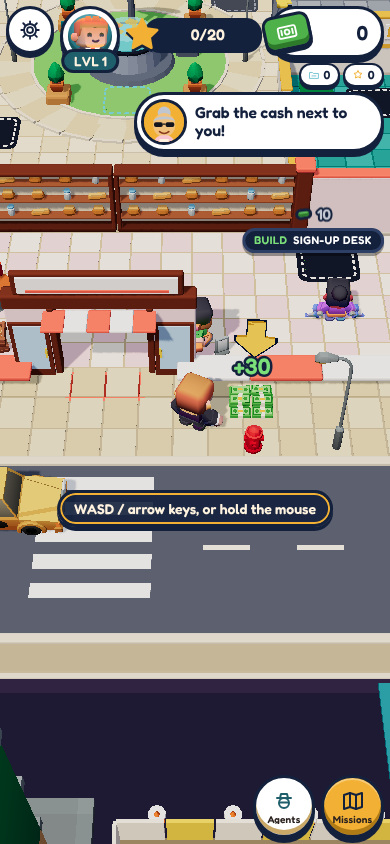 0/20
0
LVL 1
0
0
Grab the cash next to
you!
10
BUILD SIGN-UP DESK
+30
WASD / arrow keys, or hold the mouse
Agents
Missions